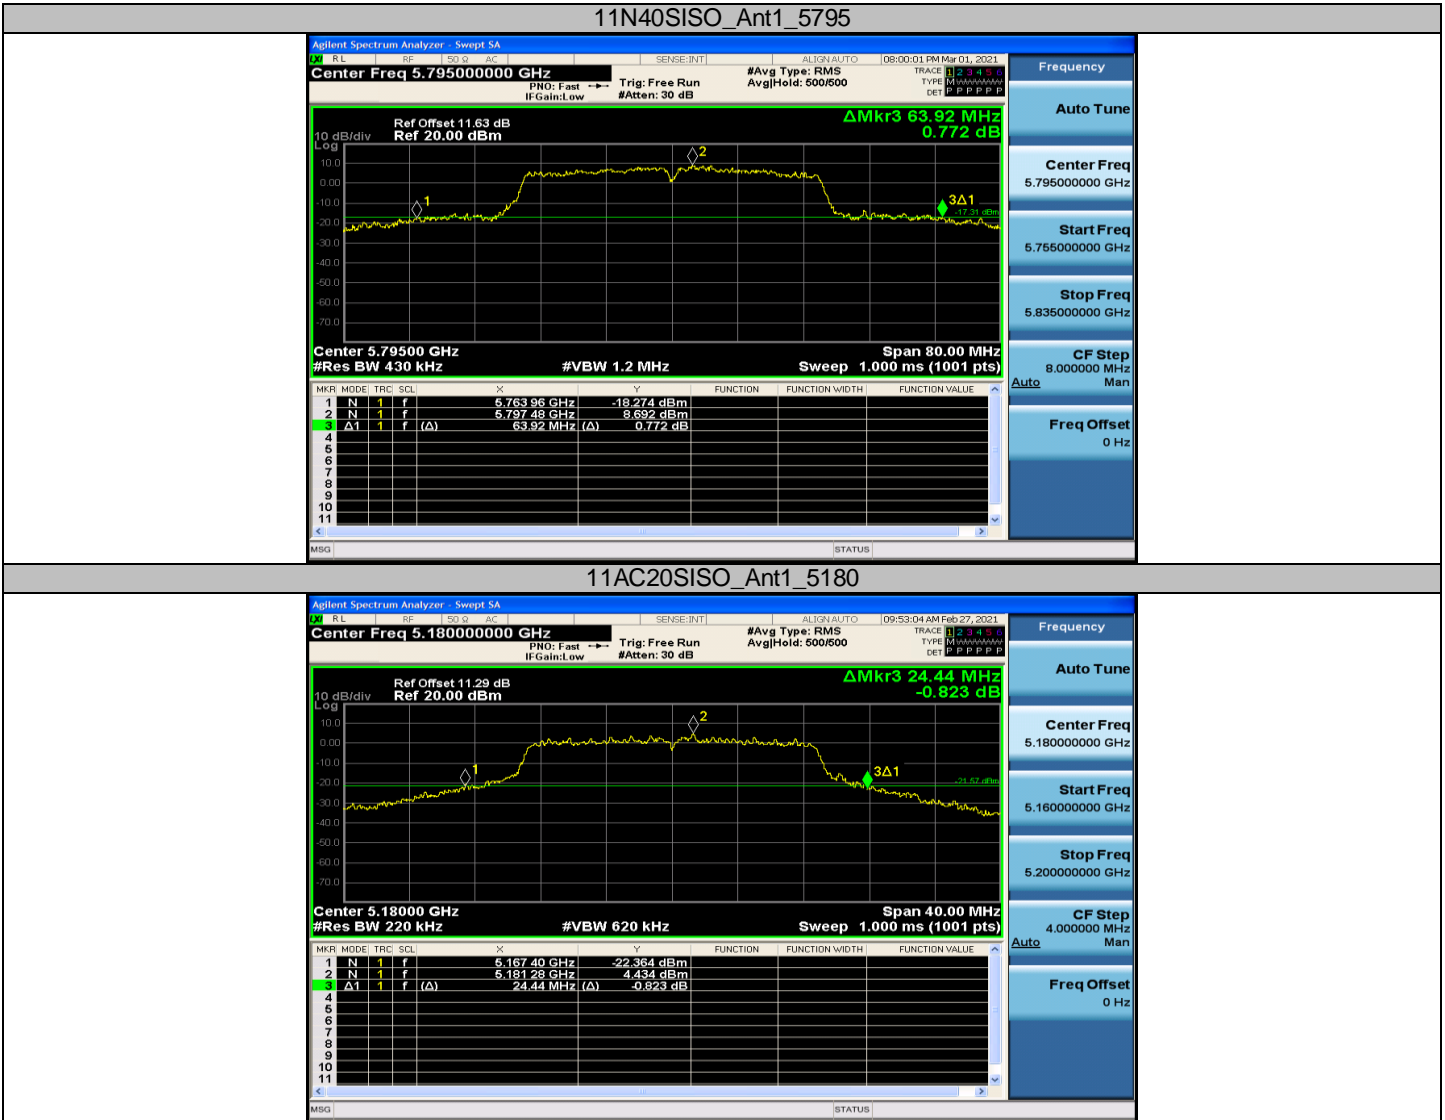 11N40SISO_Ant1_5795
Agilent Spectrum Analyzer - Swept SA
LXI RL RF 50 Ω AC SENSE:INT ALIGN AUTO 08:00:01 PM Mar 01, 2021
Center Freq 5.795000000 GHz #Avg Type: RMS TRACE 1 2 3 4 5 6
PNO: Fast Trig: Free Run Avg|Hold: 500/500 TYPE M
IFGain:Low #Atten: 30 dB DET P P P P P P
Frequency
Auto Tune
Center Freq
5.795000000 GHz
Start Freq
5.755000000 GHz
Stop Freq
5.835000000 GHz
CF Step
8.000000 MHz
Auto Man
Freq Offset
0 Hz
ΔMkr3 63.92 MHz
0.772 dB
Ref Offset 11.63 dB
10 dB/div Ref 20.00 dBm
Log
10.0
0.00
-10.0
-20.0
-30.0
-40.0
-50.0
-60.0
-70.0
1
2
3Δ1
-17.31 dBm
Center 5.79500 GHz Span 80.00 MHz
#Res BW 430 kHz #VBW 1.2 MHz Sweep 1.000 ms (1001 pts)
MKR MODE TRC SCL X Y FUNCTION FUNCTION WIDTH FUNCTION VALUE
1 N 1 f 5.763 96 GHz -18.274 dBm
2 N 1 f 5.797 48 GHz 8.692 dBm
3 Δ1 1 f (Δ) 63.92 MHz (Δ) 0.772 dB
4
5
6
7
8
9
10
11
MSG STATUS
11AC20SISO_Ant1_5180
Agilent Spectrum Analyzer - Swept SA
LXI RL RF 50 Ω AC SENSE:INT ALIGN AUTO 09:53:04 AM Feb 27, 2021
Center Freq 5.180000000 GHz #Avg Type: RMS TRACE 1 2 3 4 5 6
PNO: Fast Trig: Free Run Avg|Hold: 500/500 TYPE M
IFGain:Low #Atten: 30 dB DET P P P P P P
Frequency
Auto Tune
Center Freq
5.180000000 GHz
Start Freq
5.160000000 GHz
Stop Freq
5.200000000 GHz
CF Step
4.000000 MHz
Auto Man
Freq Offset
0 Hz
ΔMkr3 24.44 MHz
-0.823 dB
Ref Offset 11.29 dB
10 dB/div Ref 20.00 dBm
Log
10.0
0.00
-10.0
-20.0
-30.0
-40.0
-50.0
-60.0
-70.0
1
2
3Δ1
-21.57 dBm
Center 5.18000 GHz Span 40.00 MHz
#Res BW 220 kHz #VBW 620 kHz Sweep 1.000 ms (1001 pts)
MKR MODE TRC SCL X Y FUNCTION FUNCTION WIDTH FUNCTION VALUE
1 N 1 f 5.167 40 GHz -22.364 dBm
2 N 1 f 5.181 28 GHz 4.434 dBm
3 Δ1 1 f (Δ) 24.44 MHz (Δ) -0.823 dB
4
5
6
7
8
9
10
11
MSG STATUS